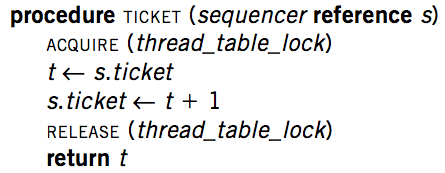 procedure TICKET (sequencer reference s)
ACQUIRE (thread_table_lock)
t ← s.ticket
s.ticket ← t + 1
RELEASE (thread_table_lock)
return t